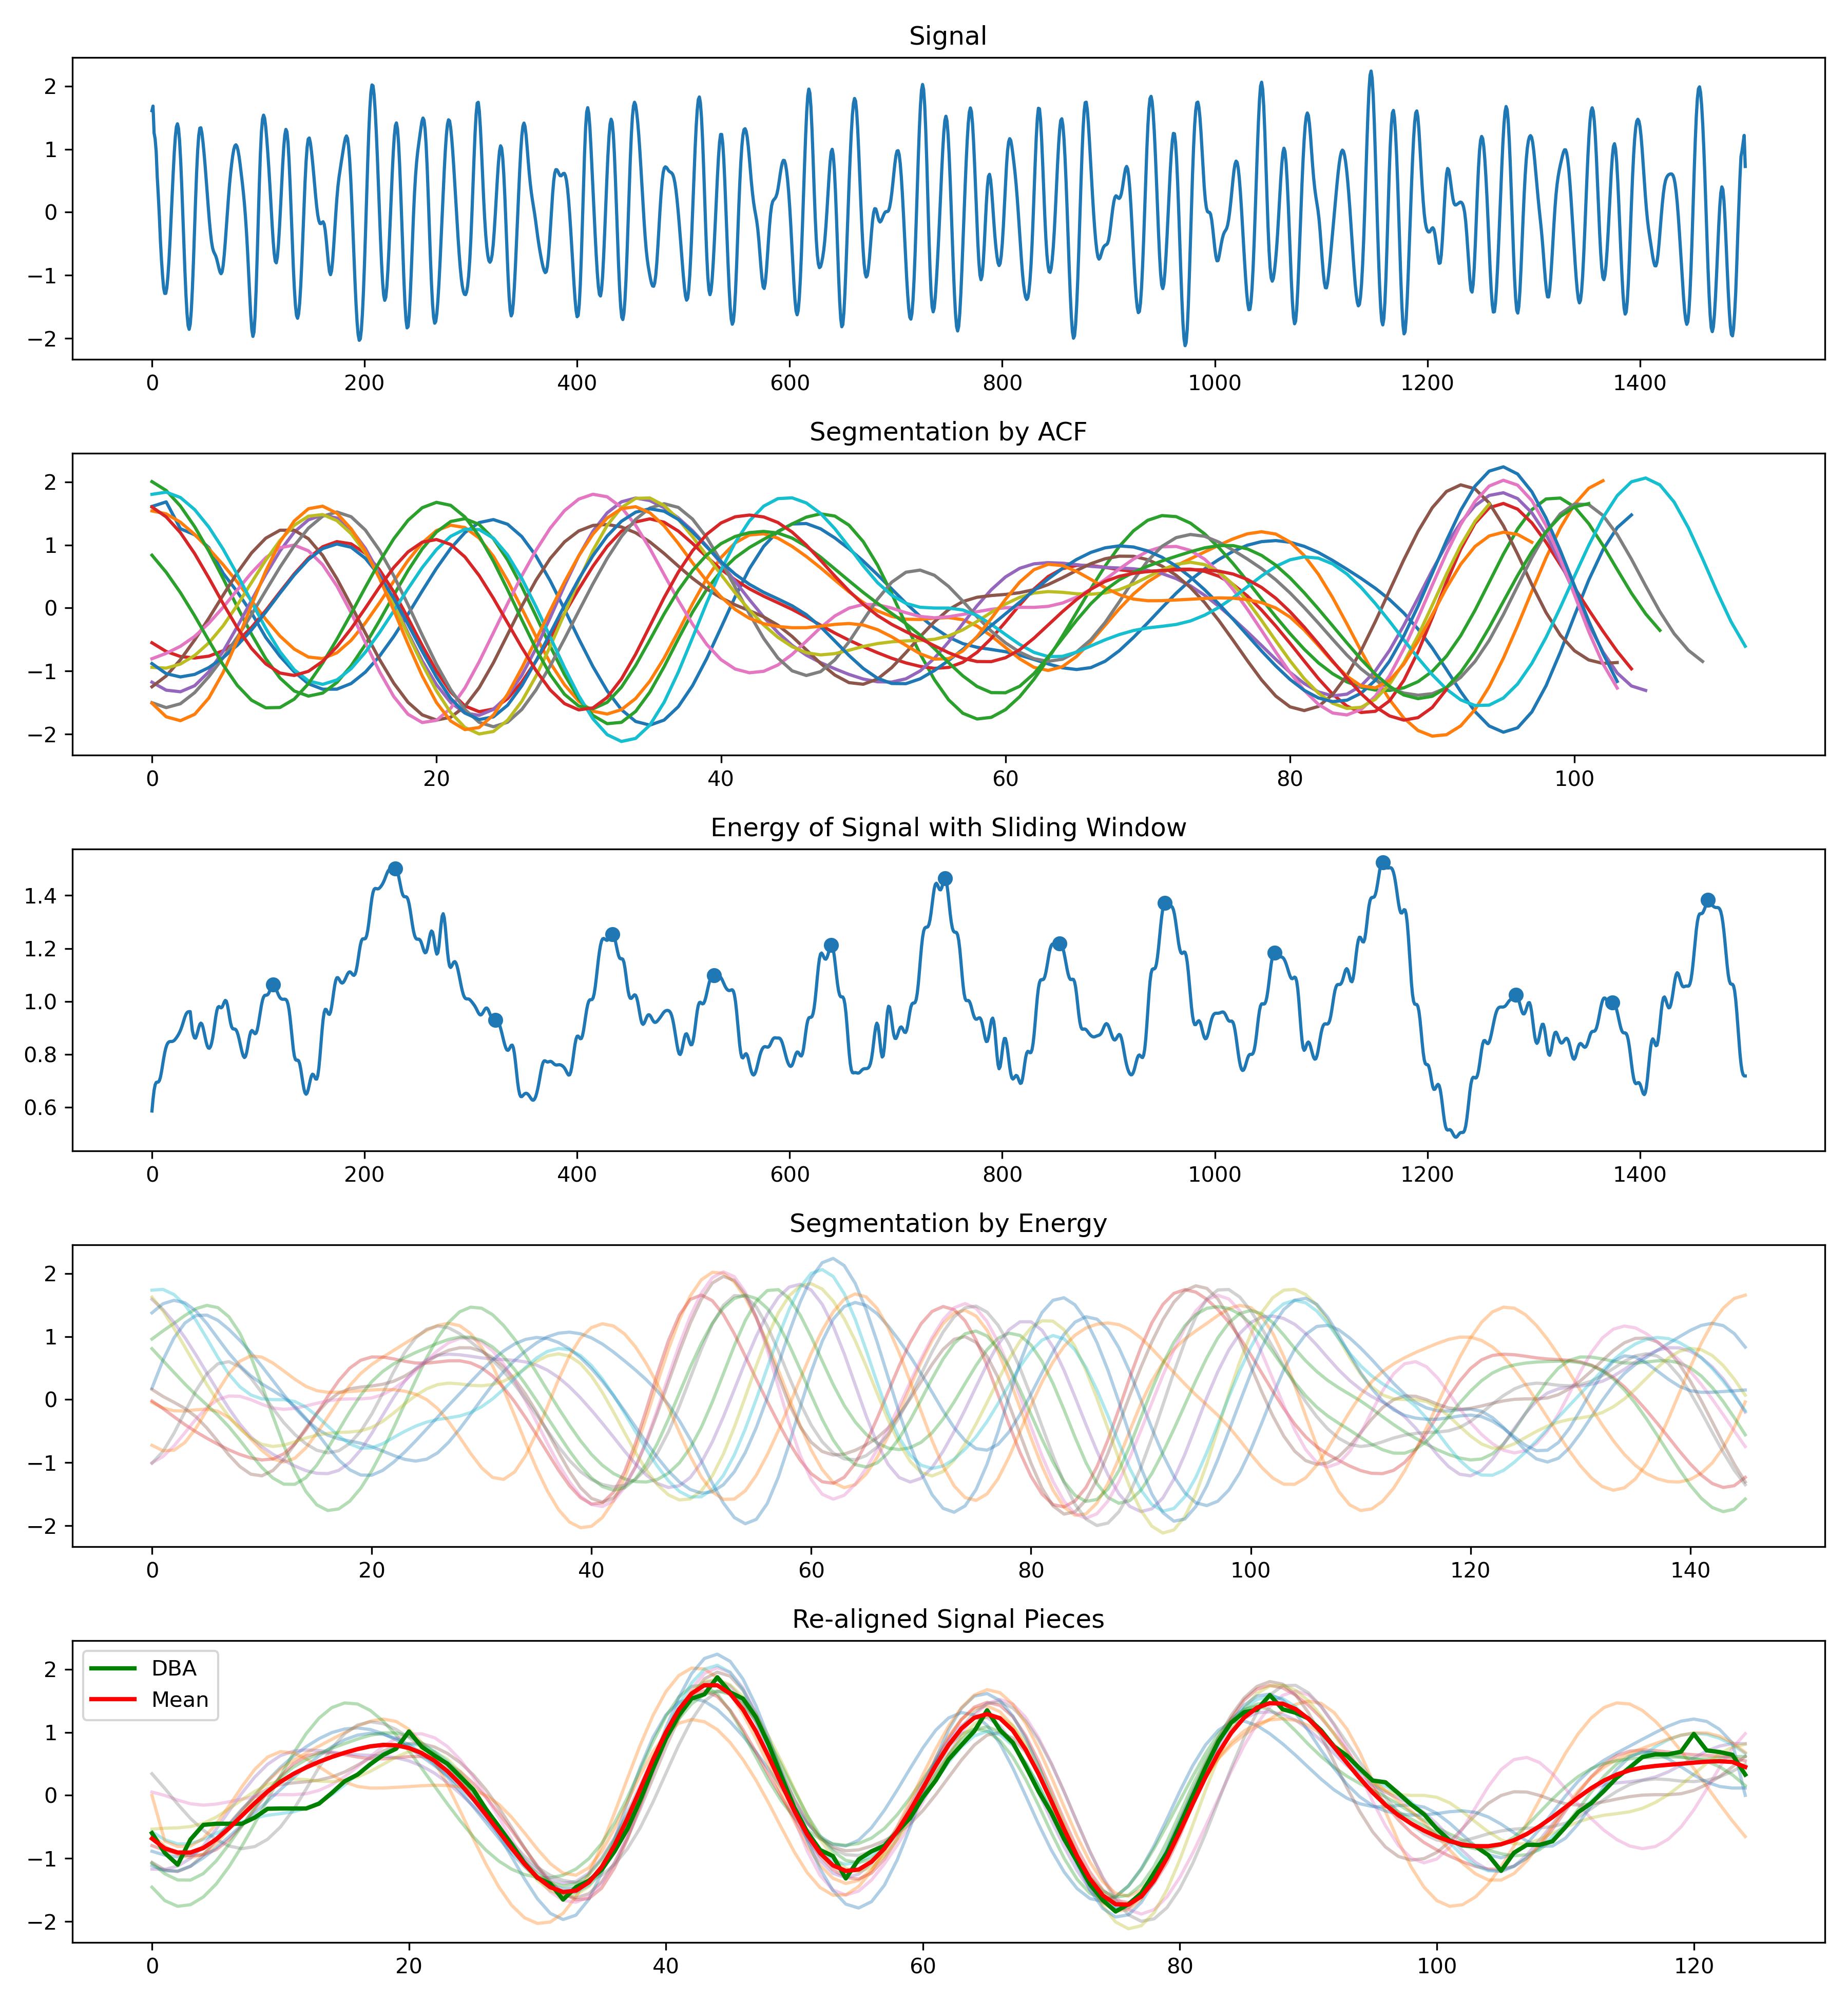 Signal
2
1
0
−1
−2
0 200 400 600 800 1000 1200 1400
Segmentation by ACF
2
1
0
−1
−2
0 20 40 60 80 100
Energy of Signal with Sliding Window
1.4
1.2
1.0
0.8
0.6
0 200 400 600 800 1000 1200 1400
Segmentation by Energy
2
1
0
−1
−2
0 20 40 60 80 100 120 140
Re-aligned Signal Pieces
DBA
Mean
2
1
0
−1
−2
0 20 40 60 80 100 120